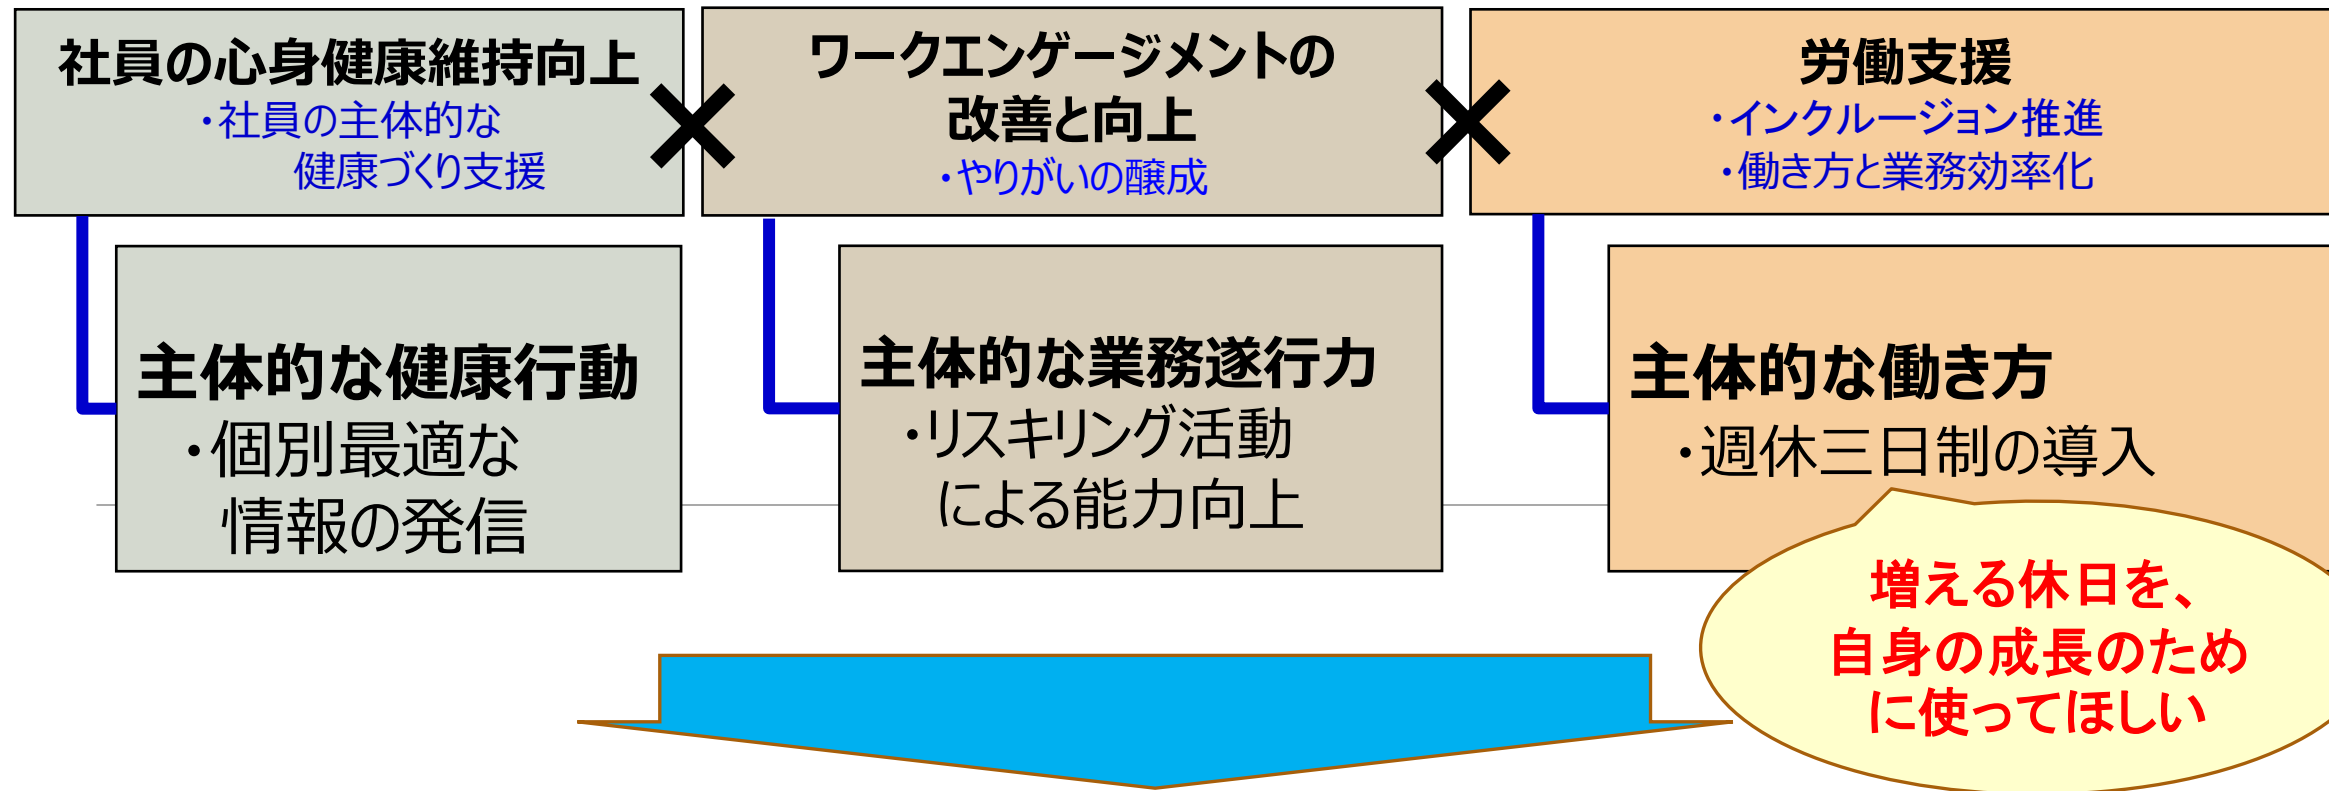 社員の心身健康維持向上
・社員の主体的な
健康づくり支援
ワークエンゲージメントの
改善と向上
・やりがいの醸成
労働支援
・インクルージョン推進
・働き方と業務効率化
主体的な健康行動
・個別最適な
情報の発信
主体的な業務遂行力
・リスキリング活動
による能力向上
主体的な働き方
・週休三日制の導入
増える休日を、
自身の成長のため
に使ってほしい